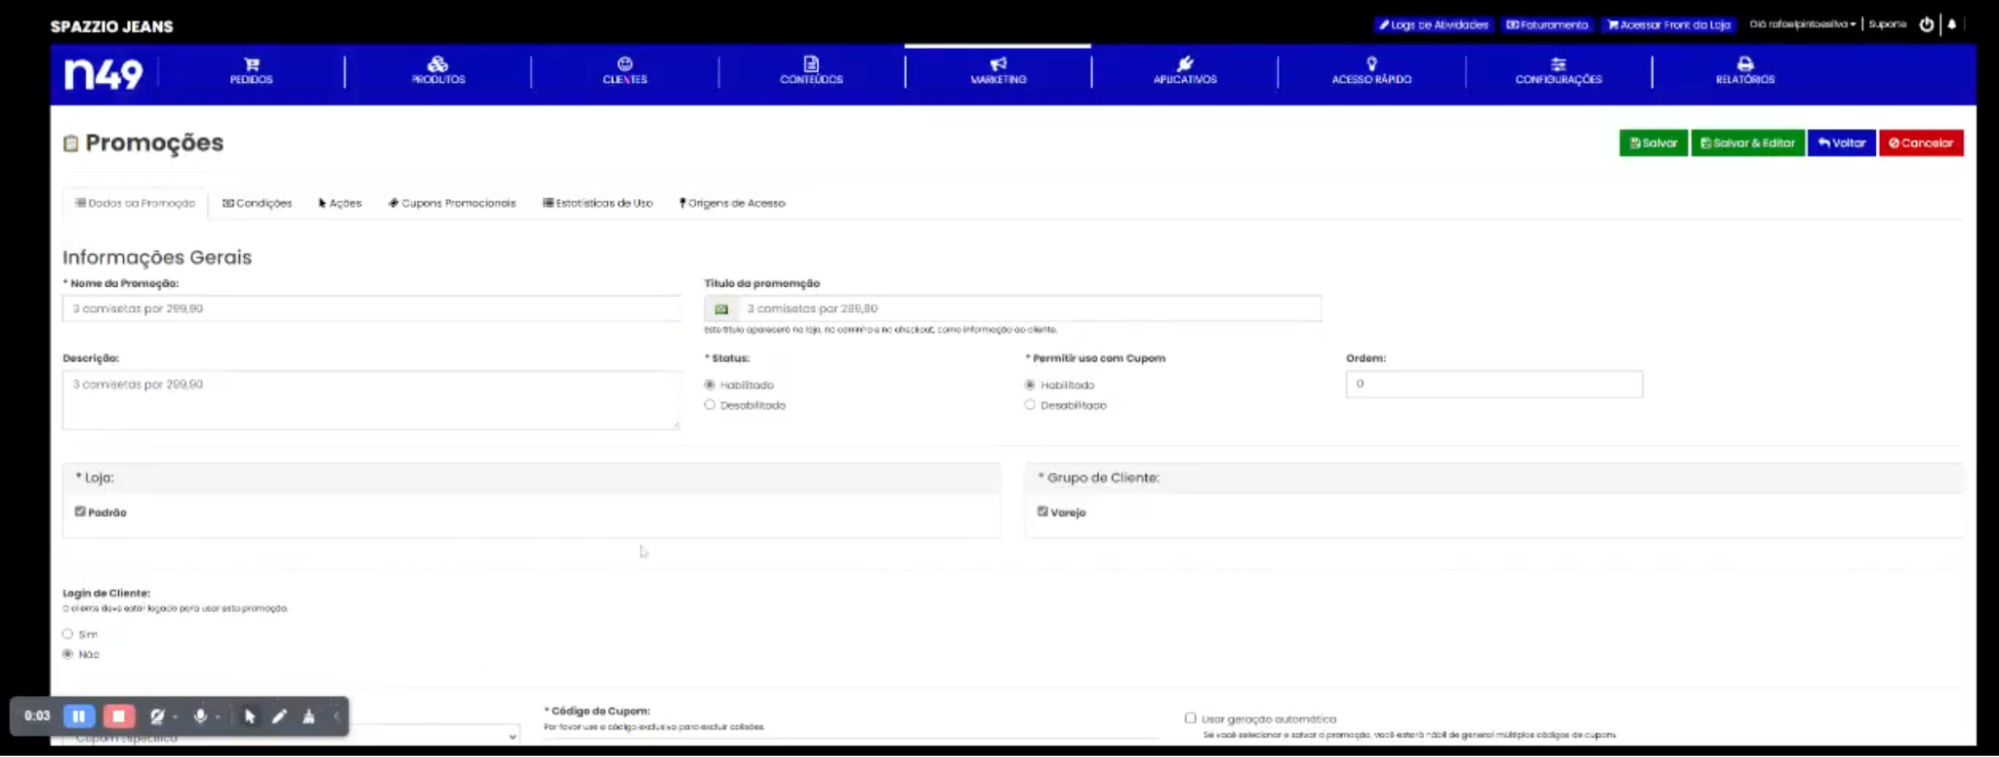 SPAZZIO JEANS
Logs de Atividades Faturamento Acessar Front da Loja Olá rafaelpintoesilva Suporte
n49 PEDIDOS PRODUTOS CLIENTES CONTEÚDOS MARKETING APLICATIVOS ACESSO RÁPIDO CONFIGURAÇÕES RELATÓRIOS
Promoções
Salvar Salvar & Editar Voltar Cancelar
Dados da Promoção Condições Ações Cupons Promocionais Estatísticas de Uso Origens de Acesso
Informações Gerais
* Nome da Promoção: Título da promomção
3 camisetas por 299,90 3 camisetas por 289,90
Este título aparecerá na loja, no carrinho e no checkout, como informação ao cliente.
Descrição: * Status: * Permitir uso com Cupom Ordem:
3 camisetas por 299,90 Habilitado Habilitado 0
Desabilitado Desabilitado
* Loja: * Grupo de Cliente:
Padrão Varejo
Login de Cliente:
O cliente deve estar logado para usar esta promoção.
Sim
Não
0:03
* Código do Cupom:
Por favor use o código exclusivo para excluir colisões.
Usar geração automática
Cupom Específico
Se você selecionar e salvar a promoção, você estará hábil de general múltiplos códigos de cupom.